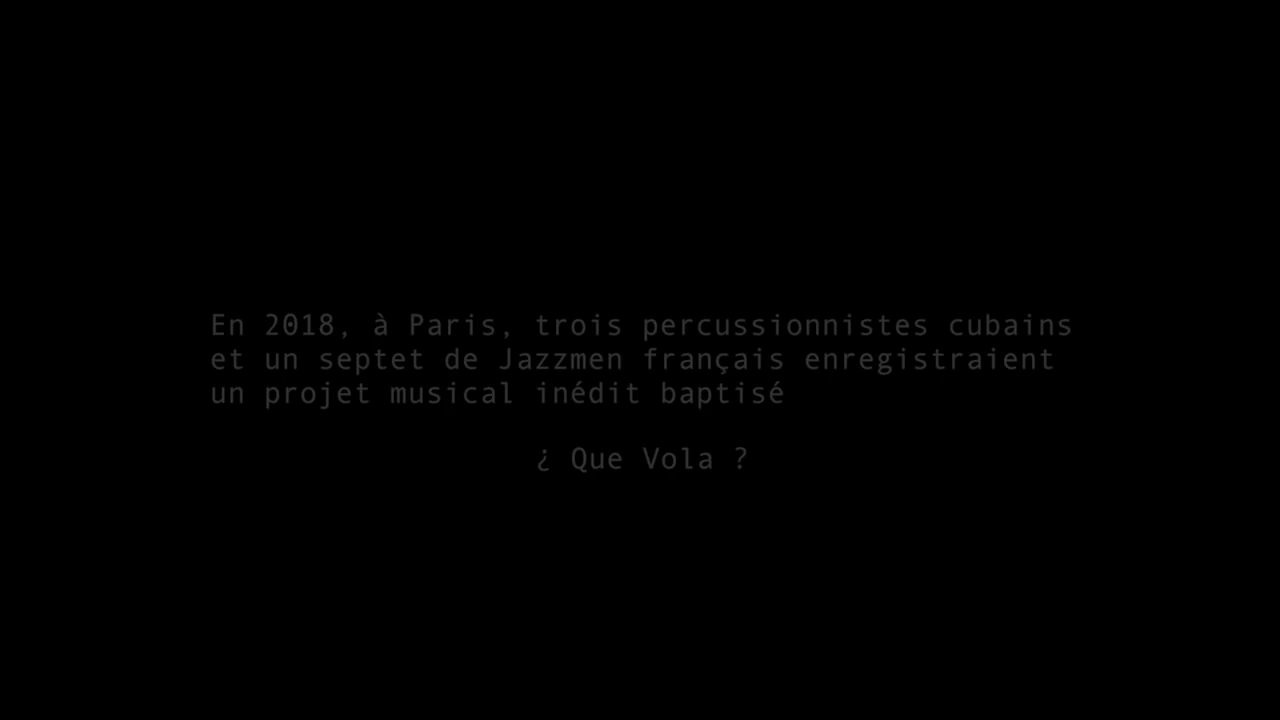 En 2018, à Paris, trois percussionnistes cubains
et un septet de Jazzmen français enregistraient
un projet musical inédit baptisé
¿ Que Vola ?